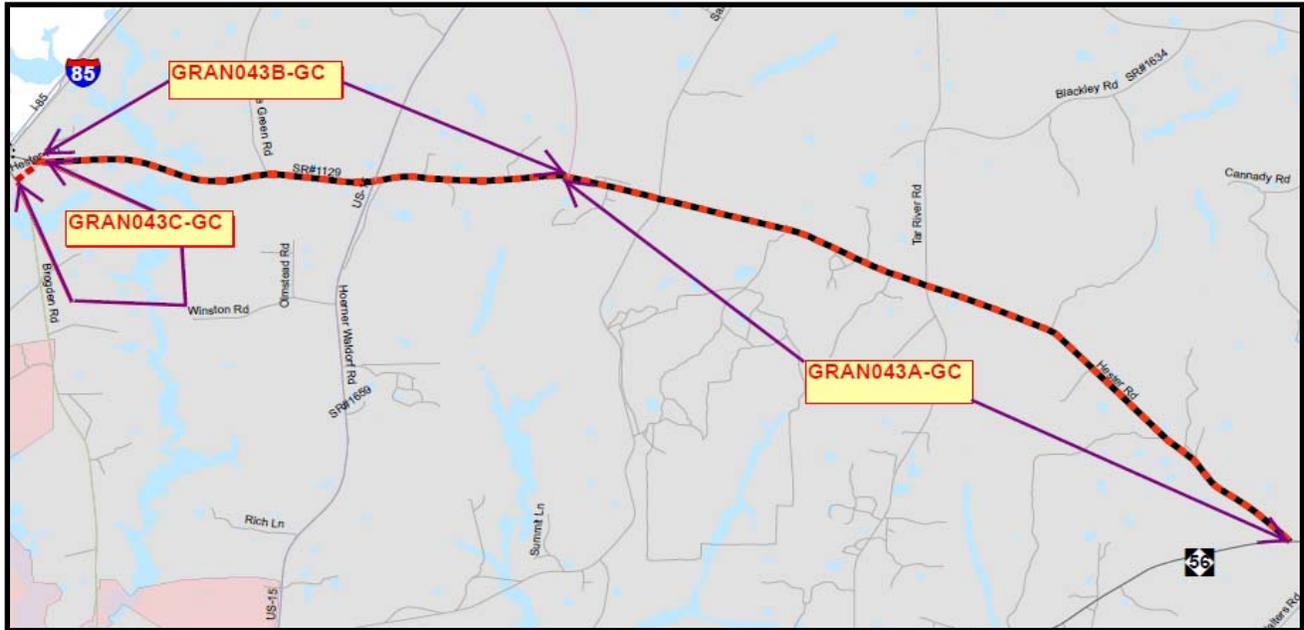 85
I-85
GRAN043B-GC
Green Rd
SR#1634
Blackley Rd
SR#1129
US-
Cannady Rd
GRAN043C-GC
Tar River Rd
Brogden Rd
Olmstead Rd
Winston Rd
Hoerner Waldorf Rd
SR#1659
GRAN043A-GC
Hester Rd
Rich Ln
Summit Ln
56
US-15